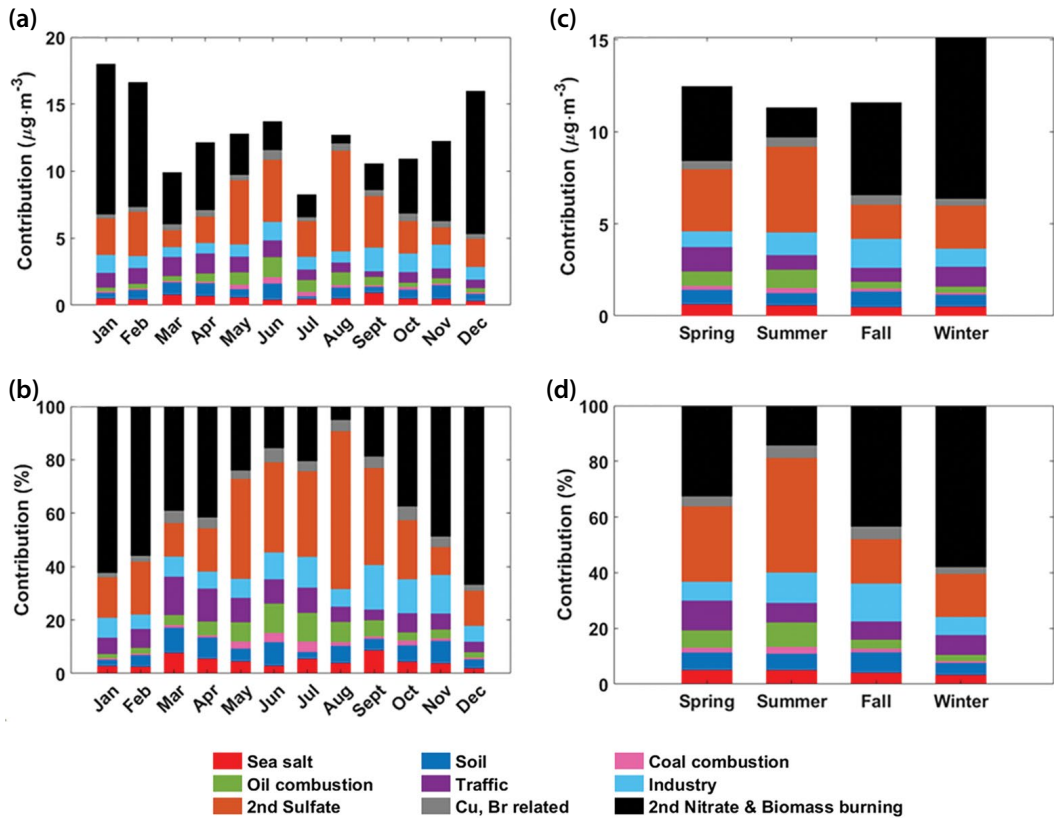 (a)
20
15
10
5
0
Contribution (μg·m-3)
Jan Feb Mar Apr May Jun Jul Aug Sept Oct Nov Dec
(c)
15
10
5
0
Contribution (μg·m-3)
Spring Summer Fall Winter
(b)
100
80
60
40
20
0
Contribution (%)
Jan Feb Mar Apr May Jun Jul Aug Sept Oct Nov Dec
(d)
100
80
60
40
20
0
Contribution (%)
Spring Summer Fall Winter
Sea salt Soil Coal combustion
Oil combustion Traffic Industry
2nd Sulfate Cu, Br related 2nd Nitrate & Biomass burning